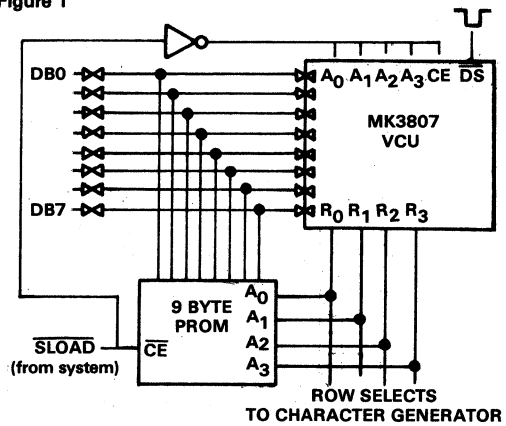 Figure 1
DB0
A0 A1 A2 A3 CE DS
MK3807
VCU
DB7
R0 R1 R2 R3
9 BYTE
PROM
A0
A1
A2
A3
SLOAD
(from system)
CE
ROW SELECTS
TO CHARACTER GENERATOR